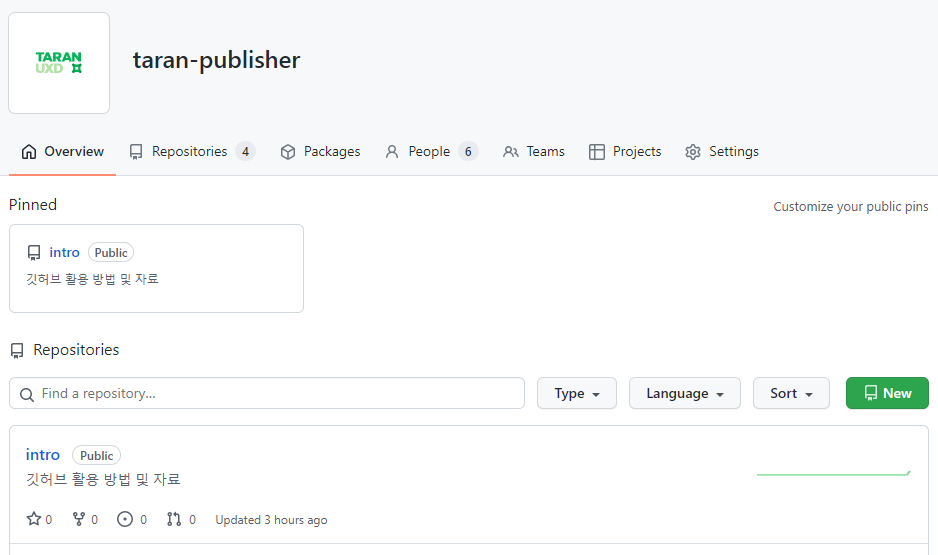 TARAN
UXD
taran-publisher
Overview Repositories 4 Packages People 6 Teams Projects Settings
Pinned Customize your public pins
intro Public
깃허브 활용 방법 및 자료
Repositories
Find a repository... Type Language Sort New
intro Public
깃허브 활용 방법 및 자료
0 0 0 0 Updated 3 hours ago